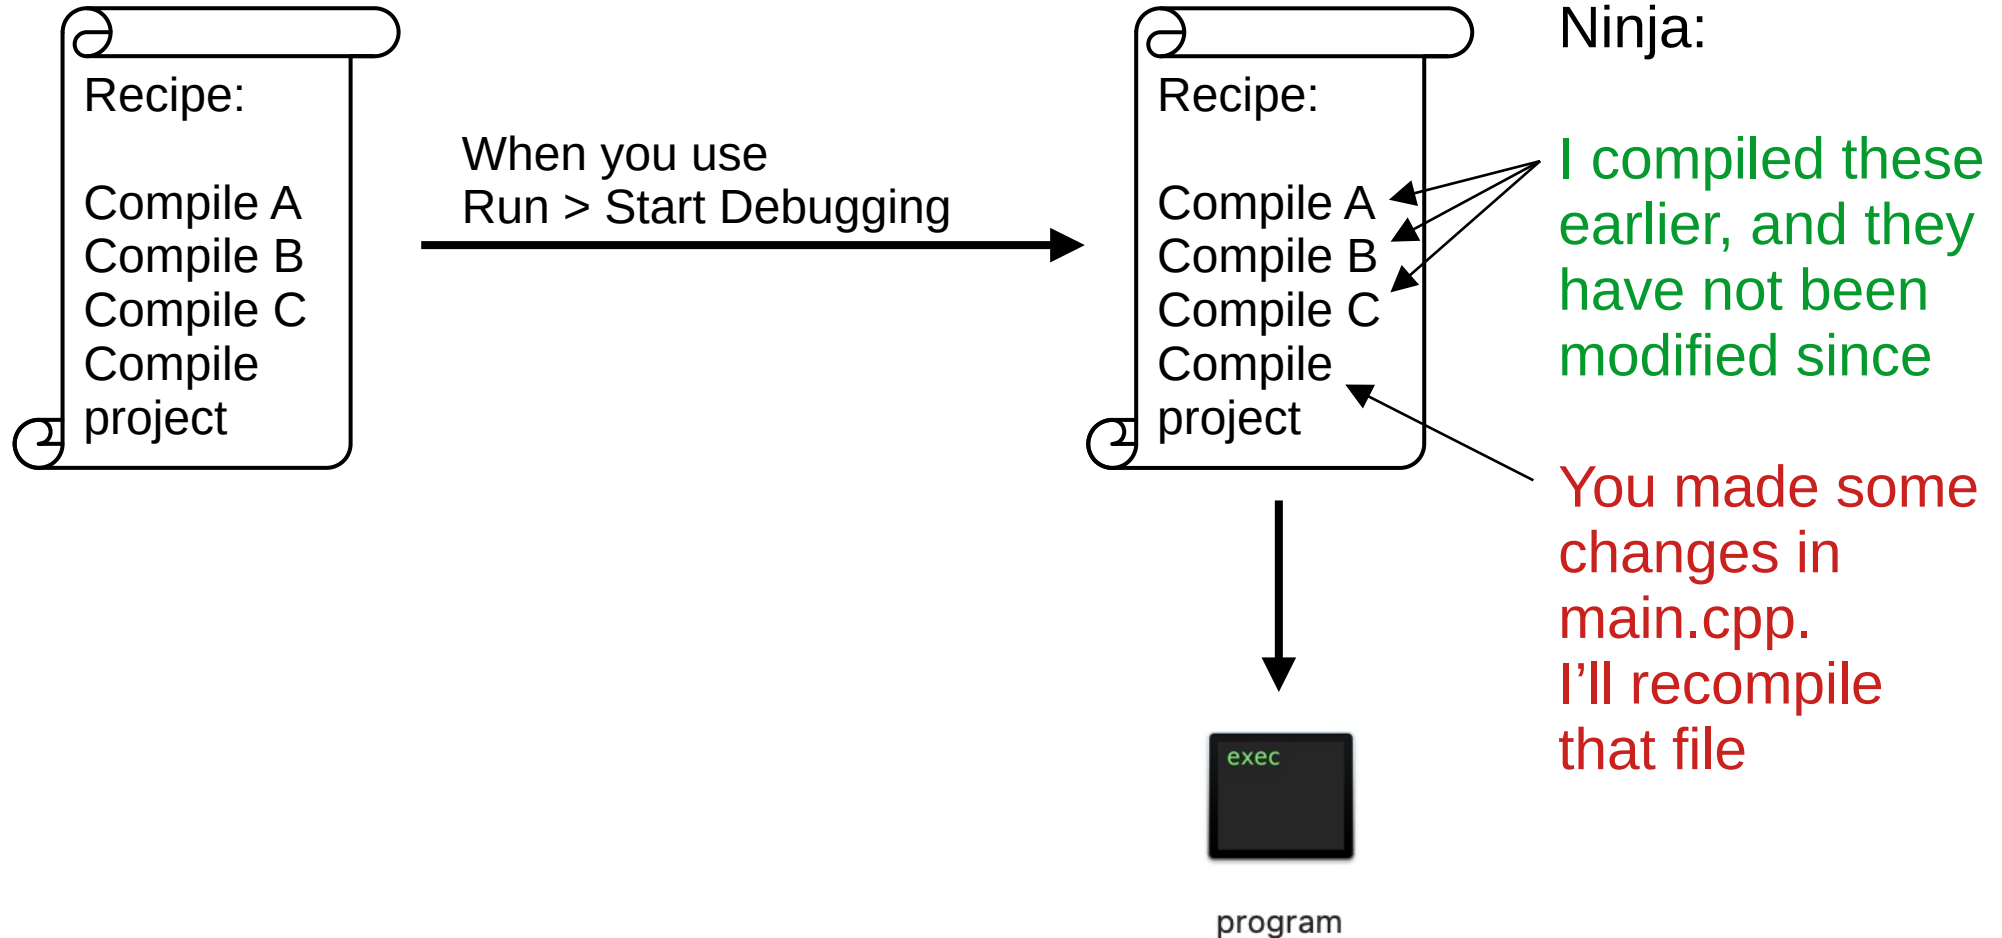 Recipe:
Compile A
Compile B
Compile C
Compile
project
When you use
Run > Start Debugging
Recipe:
Compile A
Compile B
Compile C
Compile
project
Ninja:
I compiled these
earlier, and they
have not been
modified since
You made some
changes in
main.cpp.
I’ll recompile
that file
exec
program